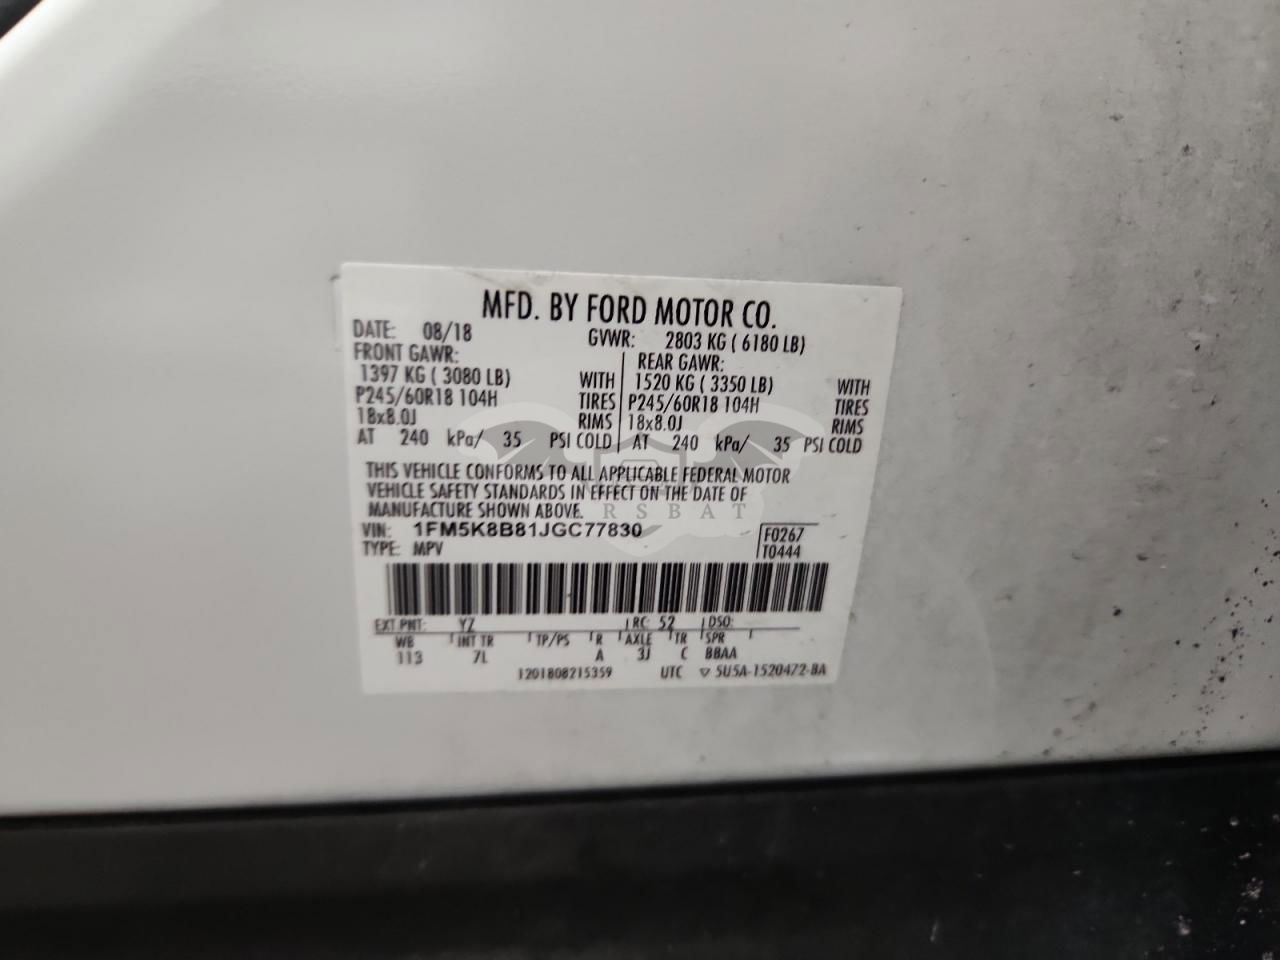 MFD. BY FORD MOTOR CO.
DATE: 08/18 GVWR: 2803 KG ( 6180 LB)
FRONT GAWR: REAR GAWR:
1397 KG ( 3080 LB) WITH 1520 KG ( 3350 LB) WITH
P245/60R18 104H TIRES P245/60R18 104H TIRES
18x8.0J RIMS 18x8.0J RIMS
AT 240 kPa/ 35 PSI COLD AT 240 kPa/ 35 PSI COLD
THIS VEHICLE CONFORMS TO ALL APPLICABLE FEDERAL MOTOR
VEHICLE SAFETY STANDARDS IN EFFECT ON THE DATE OF
MANUFACTURE SHOWN ABOVE.
RSBAT
VIN: 1FM5K8B81JGC77830 F0267
TYPE: MPV T0444
EXT PNT: YZ RC: 52 DSO:
WB INT TR TP/PS R AXLE TR SPR
113 7L A 3J C BBAA
1201808215359 UTC ▽ 5U5A-1520472-BA